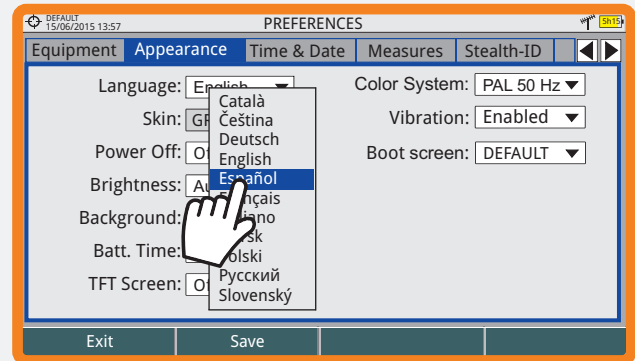 DEFAULT
15/06/2015 13:57
PREFERENCES
5h15
Equipment Appearance Time & Date Measures Stealth-ID
Language: English
Skin:
Power Off:
Brightness:
Background:
Batt. Time:
TFT Screen:
Català
Čeština
Deutsch
English
Español
Français
Polski
Русский
Slovenský
Color System: PAL 50 Hz
Vibration: Enabled
Boot screen: DEFAULT
Exit Save